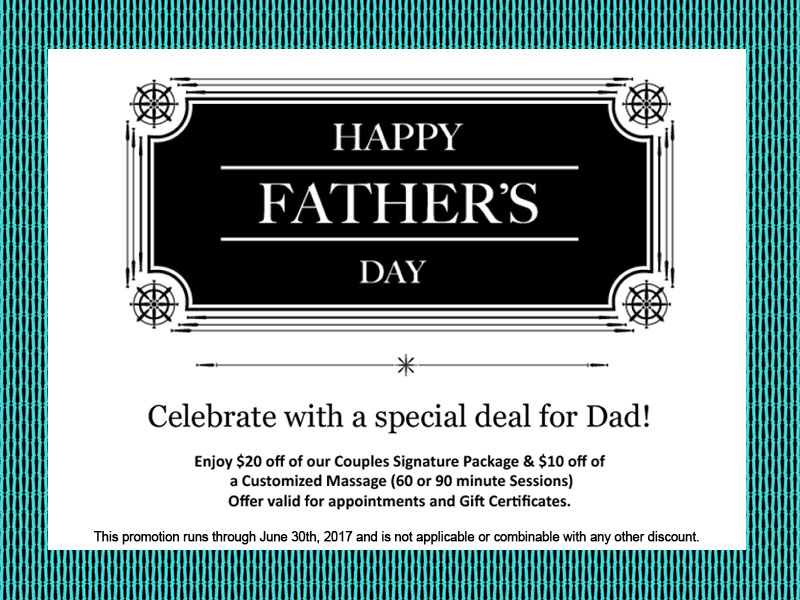 HAPPY
FATHER'S
DAY
Celebrate with a special deal for Dad!
Enjoy $20 off of our Couples Signature Package & $10 off of
a Customized Massage (60 or 90 minute Sessions)
Offer valid for appointments and Gift Certificates.
This promotion runs through June 30th, 2017 and is not applicable or combinable with any other discount.